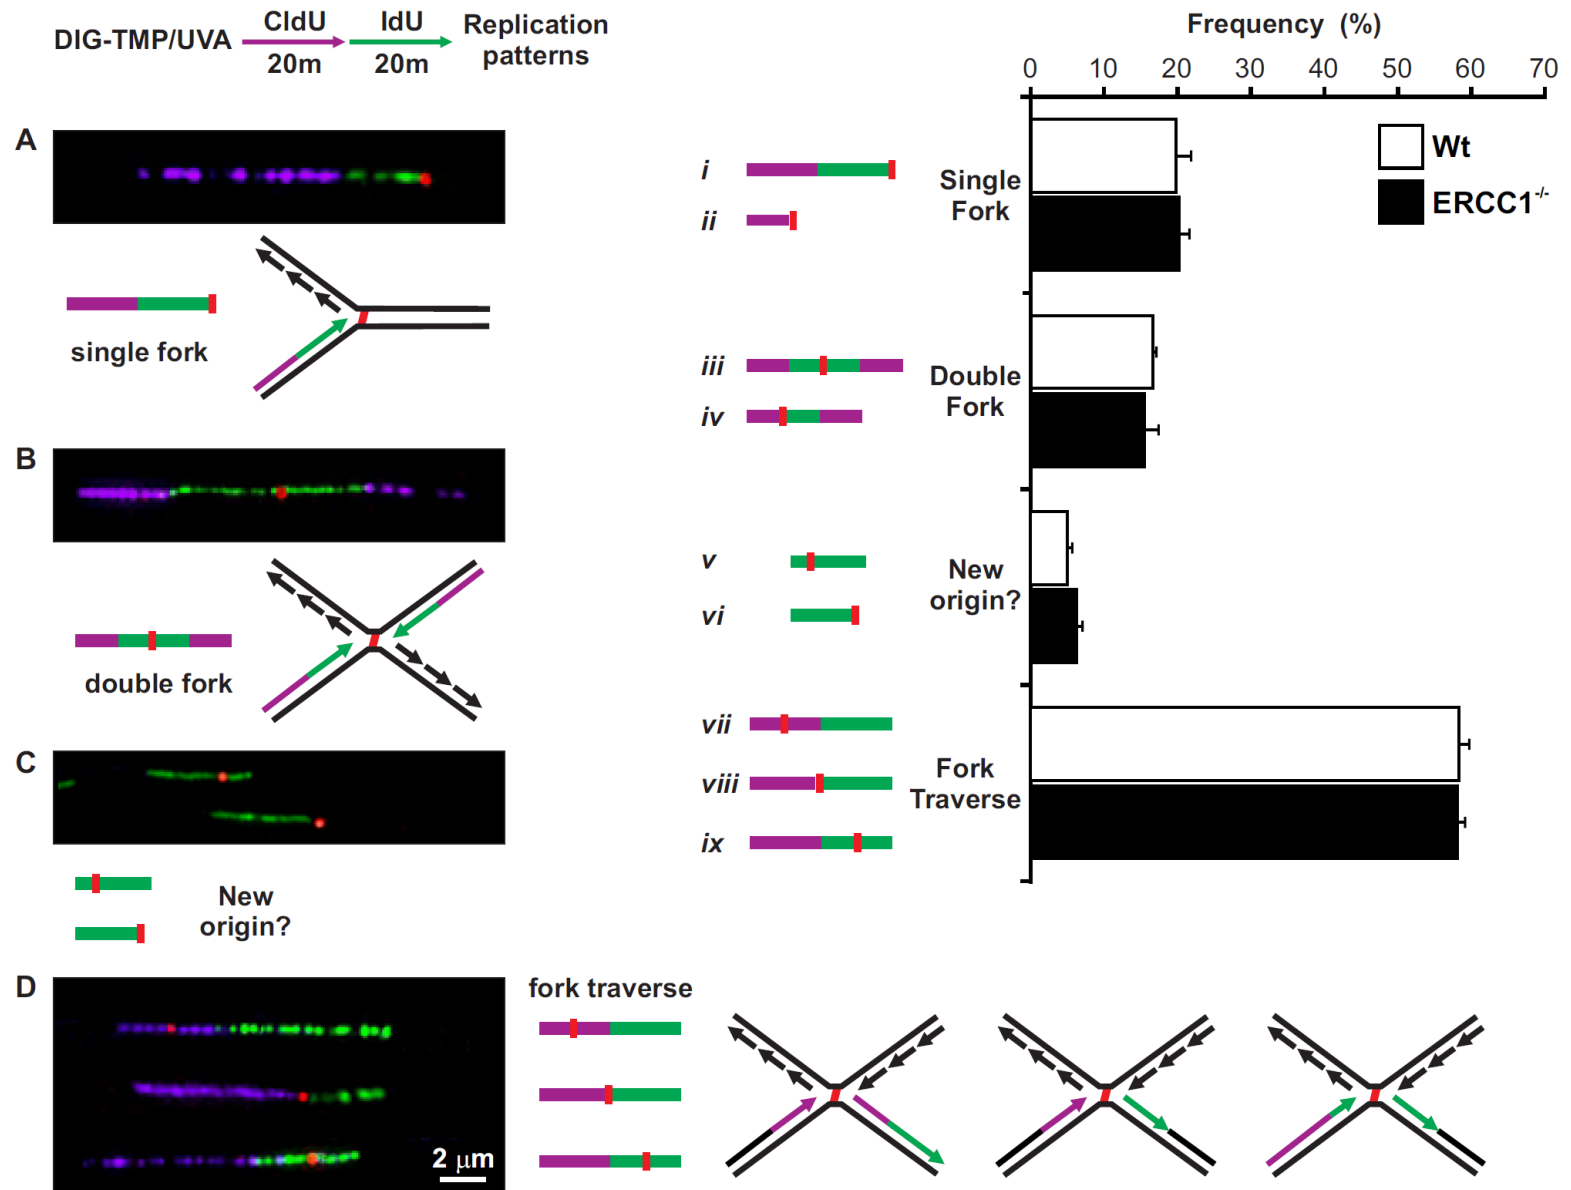 DIG-TMP/UVA
CldU
20m
IdU
20m
Replication
patterns
Frequency (%)
0 10 20 30 40 50 60 70
Wt
ERCC1-/-
A
single fork
i
ii
Single
Fork
iii
iv
Double
Fork
B
double fork
v
vi
New
origin?
C
New
origin?
vii
viii
ix
Fork
Traverse
D
2 μm
fork traverse